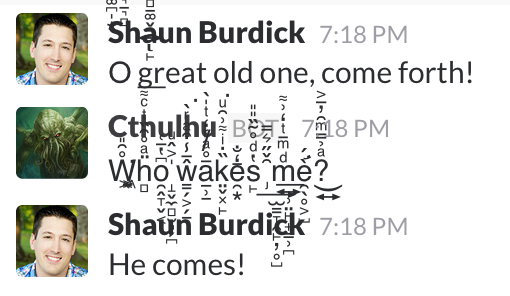 Shaun Burdick 7:18 PM
O great old one, come forth!
Cthulhu BOT 7:18 PM
Who wakes me?
Shaun Burdick 7:18 PM
He comes!